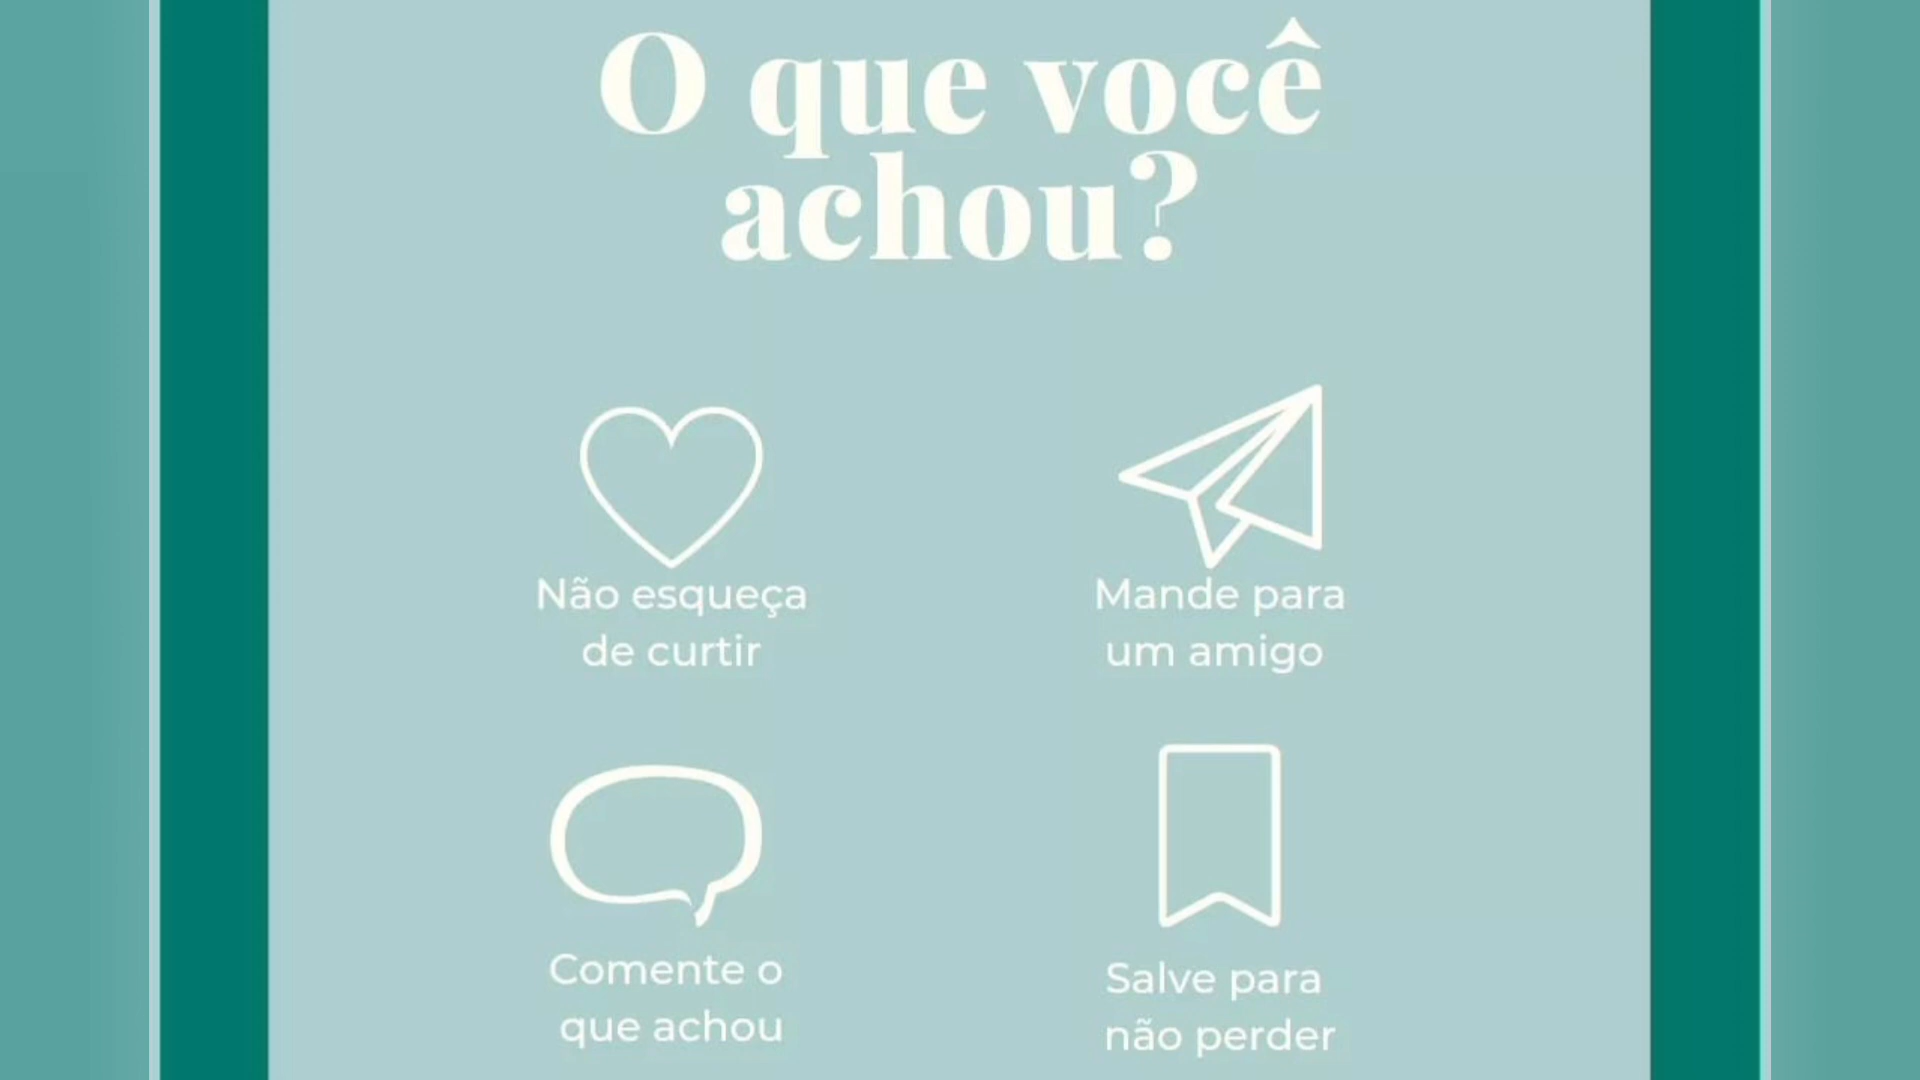 O que você
achou?
Não esqueça
de curtir
Mande para
um amigo
Comente o
que achou
Salve para
não perder